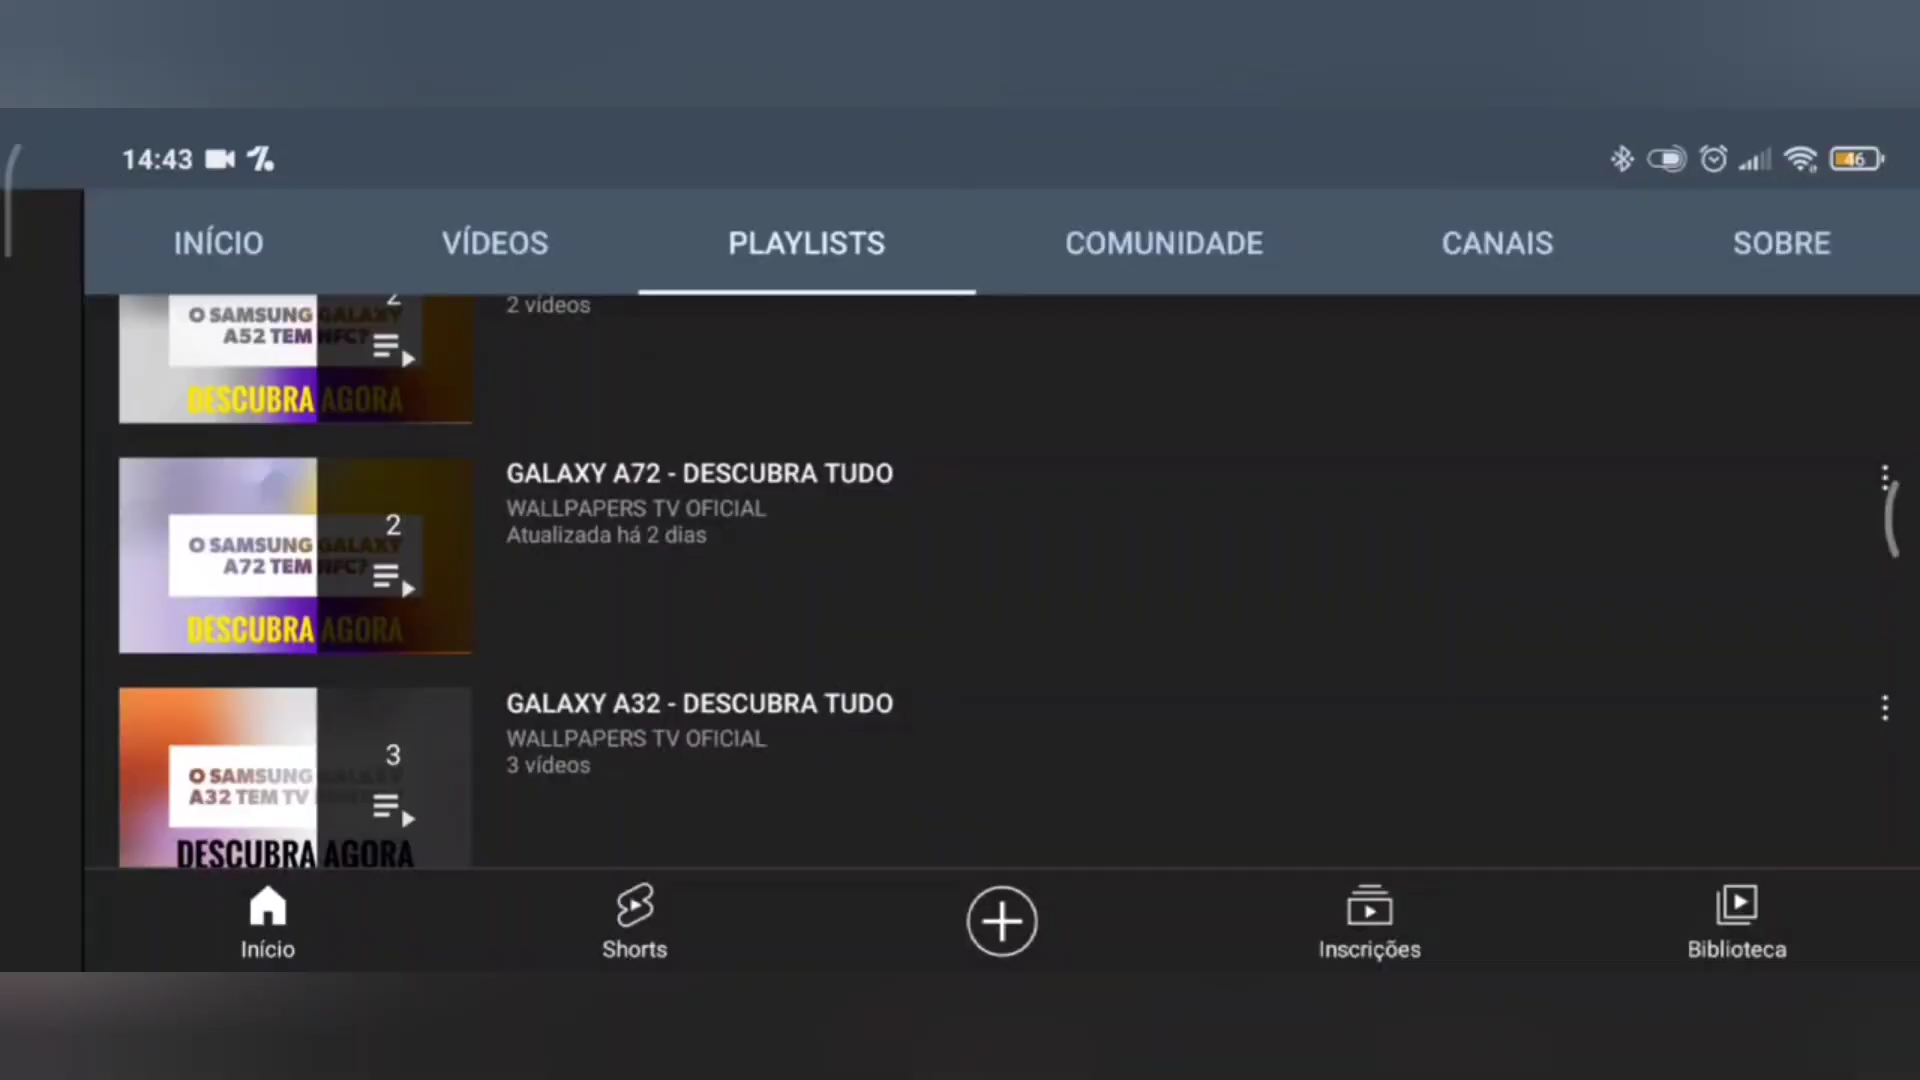 14:43
46
INÍCIO VÍDEOS PLAYLISTS COMUNIDADE CANAIS SOBRE
2
2 vídeos
O SAMSUNG GALAXY
A52 TEM NFC?
DESCUBRA AGORA
GALAXY A72 - DESCUBRA TUDO
WALLPAPERS TV OFICIAL
Atualizada há 2 dias
2
O SAMSUNG GALAXY
A72 TEM NFC?
DESCUBRA AGORA
GALAXY A32 - DESCUBRA TUDO
WALLPAPERS TV OFICIAL
3 vídeos
3
O SAMSUNG
A32 TEM TV
DESCUBRA AGORA
Início Shorts Inscrições Biblioteca